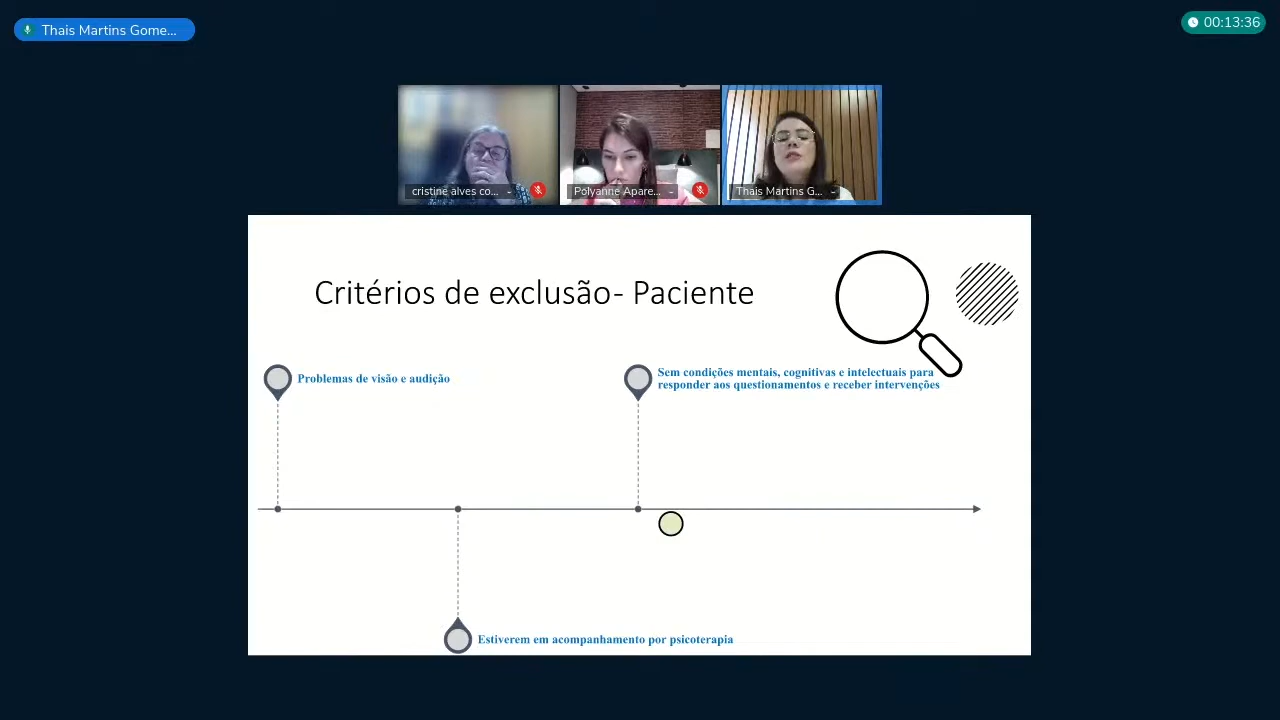 Thais Martins Gome...
00:13:36
cristine alves co...
Polyanne Apare...
Thais Martins G...
Critérios de exclusão- Paciente
Problemas de visão e audição
Sem condições mentais, cognitivas e intelectuais para
responder aos questionamentos e receber intervenções
Estiverem em acompanhamento por psicoterapia